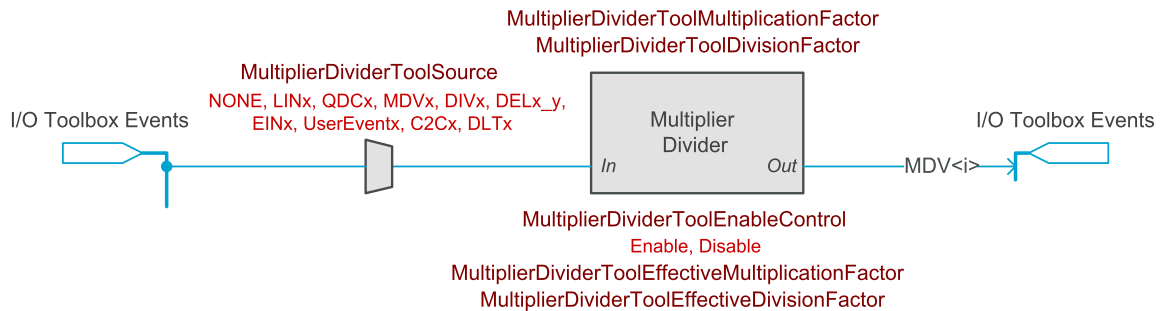 MultiplierDividerToolMultiplicationFactor
MultiplierDividerToolDivisionFactor
MultiplierDividerToolSource
NONE, LINx, QDCx, MDVx, DIVx, DELx_y,
EINx, UserEventx, C2Cx, DLTx
I/O Toolbox Events
Multiplier
Divider
In
Out
MDV<i>
I/O Toolbox Events
MultiplierDividerToolEnableControl
Enable, Disable
MultiplierDividerToolEffectiveMultiplicationFactor
MultiplierDividerToolEffectiveDivisionFactor